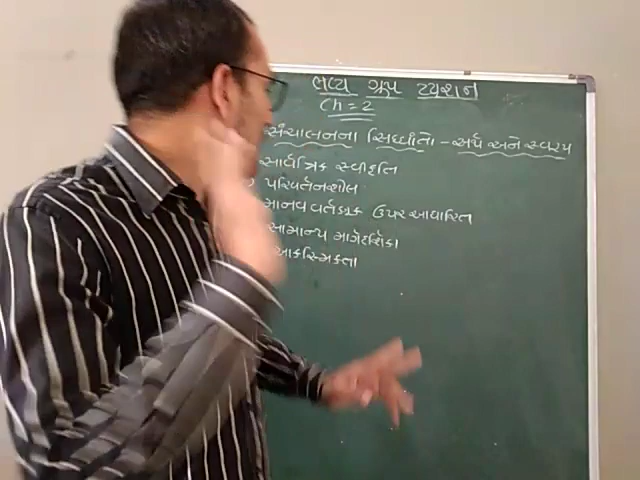 ભવ્ય ગ્રૂપ ટયુશન
Ch = 2
સંચાલનના સિદ્ધાંતો - અર્થ અને સ્વરૂપ
સાર્વત્રિક સ્વીકૃતિ
પરિવર્તનશીલ
માનવ વર્તણૂક ઉપર આધારિત
સામાન્ય માર્ગદર્શિકા
આકસ્મિકતા